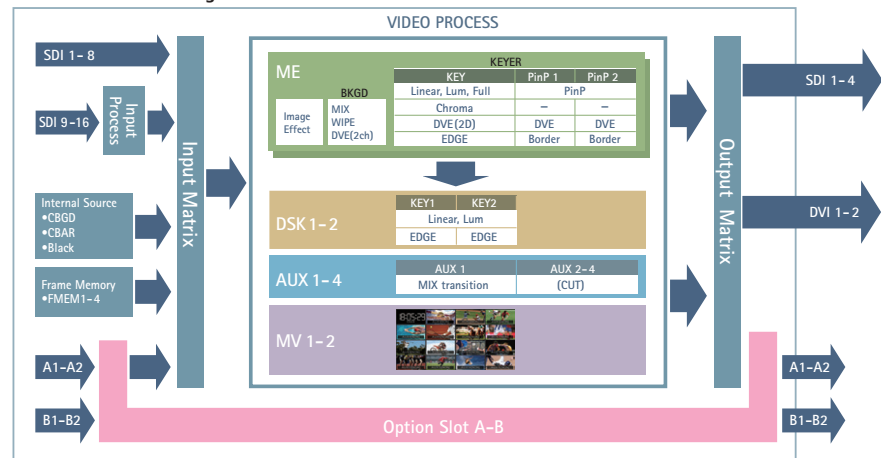 VIDEO PROCESS
SDI 1-8
SDI 9-16
Input Process
Internal Source
•CBGD
•CBAR
•Black
Frame Memory
•FMEM1-4
A1-A2
B1-B2
Input Matrix
ME
Image Effect
BKGD
MIX
WIPE
DVE(2ch)
KEYER
KEY PinP 1 PinP 2
Linear, Lum, Full PinP
Chroma – –
DVE(2D) DVE DVE
EDGE Border Border
DSK 1-2
KEY1 KEY2
Linear, Lum
EDGE EDGE
AUX 1-4
AUX 1 AUX 2-4
MIX transition (CUT)
MV 1-2
18:05:29
Output Matrix
SDI 1-4
DVI 1-2
A1-A2
B1-B2
Option Slot A-B